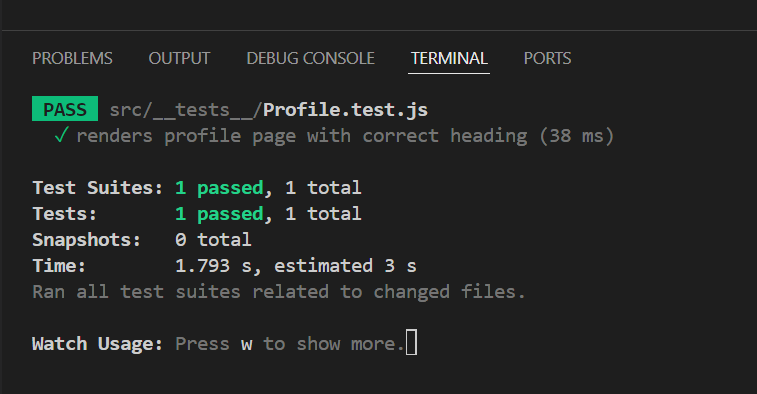 PROBLEMS OUTPUT DEBUG CONSOLE TERMINAL PORTS
PASS src/__tests__/Profile.test.js
✓ renders profile page with correct heading (38 ms)
Test Suites: 1 passed, 1 total
Tests: 1 passed, 1 total
Snapshots: 0 total
Time: 1.793 s, estimated 3 s
Ran all test suites related to changed files.
Watch Usage: Press w to show more.